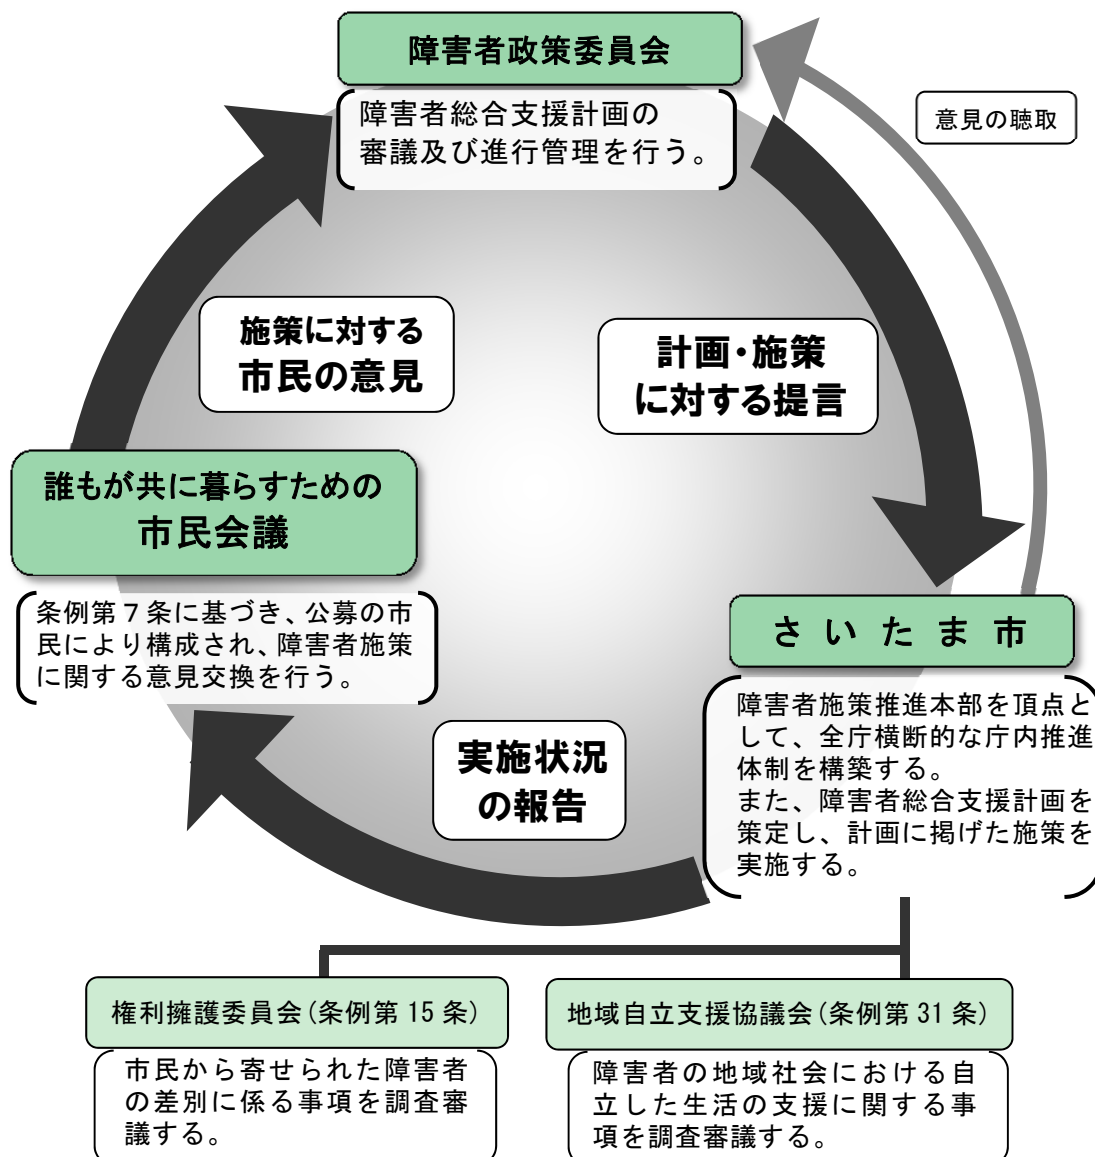 障害者政策委員会
障害者総合支援計画の
審議及び進行管理を行う。
意見の聴取
施策に対する
市民の意見
計画・施策
に対する提言
誰もが共に暮らすための
市民会議
条例第７条に基づき、公募の市
民により構成され、障害者施策
に関する意見交換を行う。
さいたま市
障害者施策推進本部を頂点と
して、全庁横断的な庁内推進
体制を構築する。
また、障害者総合支援計画を
策定し、計画に掲げた施策を
実施する。
実施状況
の報告
権利擁護委員会(条例第 15 条)
市民から寄せられた障害者
の差別に係る事項を調査審
議する。
地域自立支援協議会(条例第 31 条)
障害者の地域社会における自
立した生活の支援に関する事
項を調査審議する。